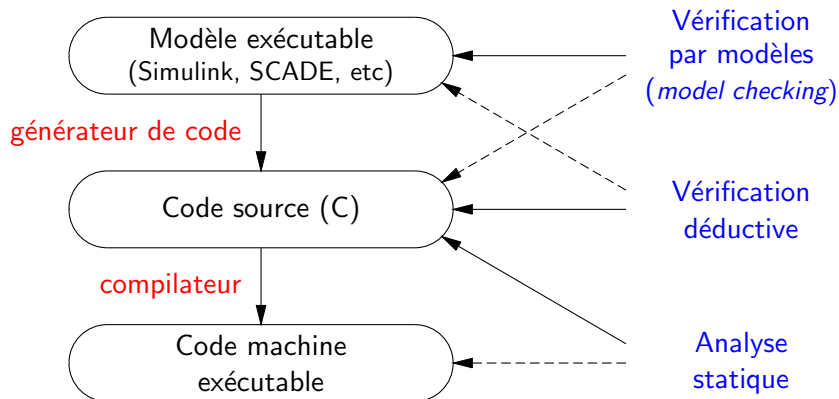 Modèle exécutable
(Simulink, SCADE, etc)
Vérification
par modèles
(model checking)
générateur de code
Code source (C)
Vérification
déductive
compilateur
Code machine
exécutable
Analyse
statique